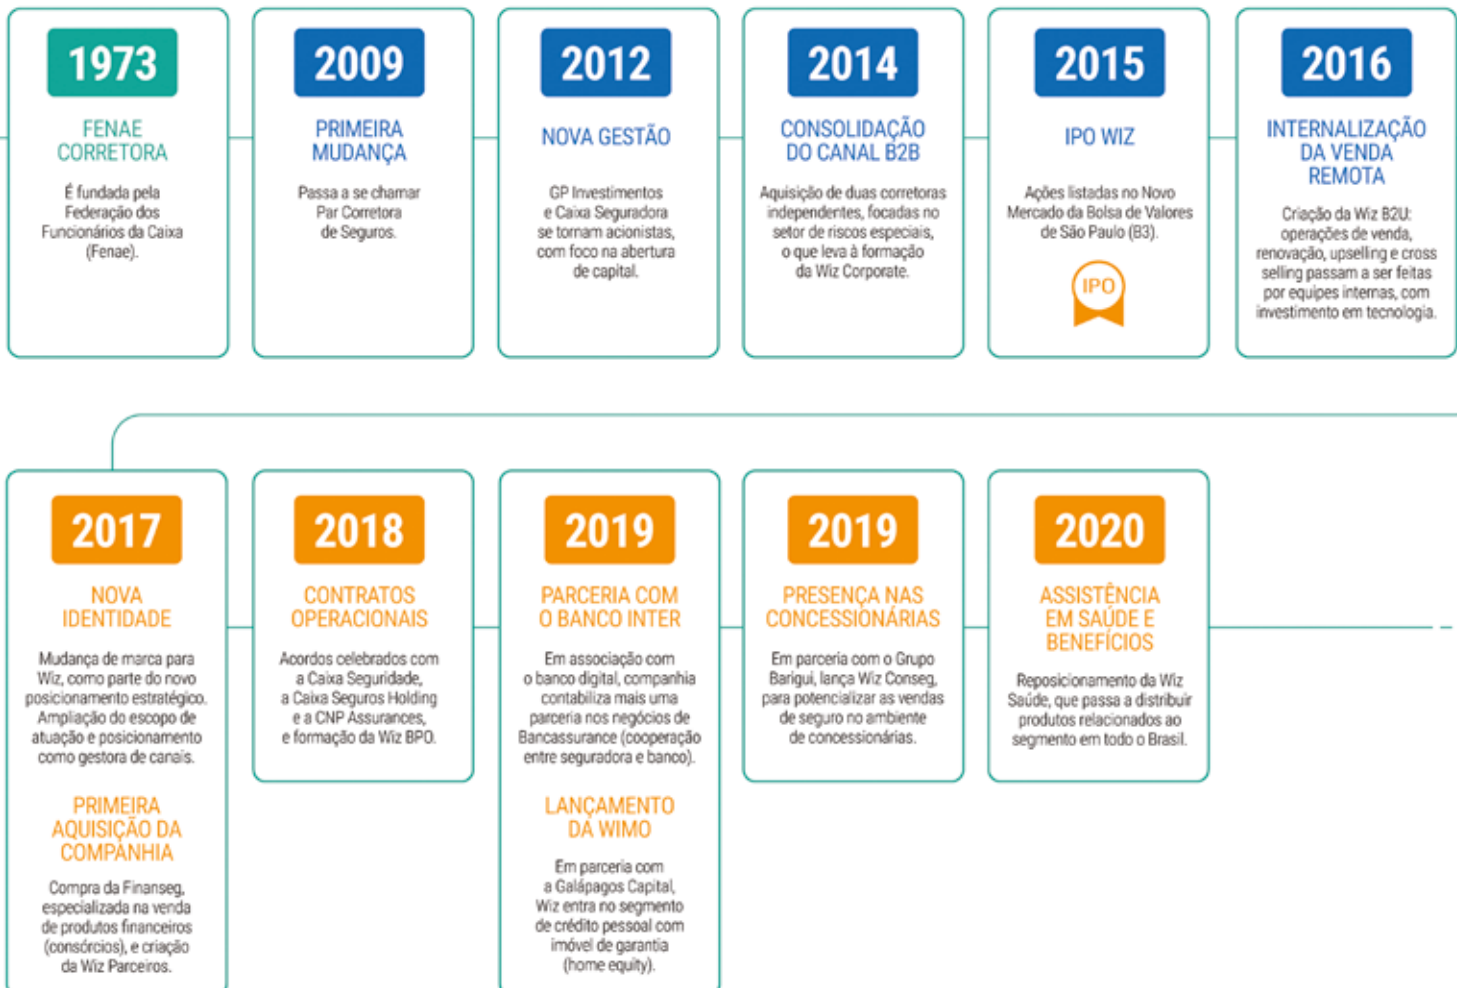 1973
FENAE
CORRETORA
É fundada pela
Federação dos
Funcionários da Caixa
(Fenae).
2009
PRIMEIRA
MUDANÇA
Passa a se chamar
Par Corretora
de Seguros.
2012
NOVA GESTÃO
GP Investimentos
e Caixa Seguradora
se tornam acionistas,
com foco na abertura
de capital.
2014
CONSOLIDAÇÃO
DO CANAL B2B
Aquisição de duas corretoras
independentes, focadas no
setor de riscos especiais,
o que leva à formação
da Wiz Corporate.
2015
IPO WIZ
Ações listadas no Novo
Mercado da Bolsa de Valores
de São Paulo (B3).
IPO
2016
INTERNALIZAÇÃO
DA VENDA
REMOTA
Criação da Wiz B2U:
operações de venda,
renovação, upselling e cross
selling passam a ser feitas
por equipes internas, com
investimento em tecnologia.
2017
NOVA
IDENTIDADE
Mudança de marca para
Wiz, como parte do novo
posicionamento estratégico.
Ampliação do escopo de
atuação e posicionamento
como gestora de canais.
PRIMEIRA
AQUISIÇÃO DA
COMPANHIA
Compra da Finanseg,
especializada na venda
de produtos financeiros
(consórcios), e criação
da Wiz Parceiros.
2018
CONTRATOS
OPERACIONAIS
Acordos celebrados com
a Caixa Seguridade,
a Caixa Seguros Holding
e a CNP Assurances,
e formação da Wiz BPO.
2019
PARCERIA COM
O BANCO INTER
Em associação com
o banco digital, companhia
contabiliza mais uma
parceria nos negócios de
Bancassurance (cooperação
entre seguradora e banco).
LANÇAMENTO
DA WIMO
Em parceria com
a Galápagos Capital,
Wiz entra no segmento
de crédito pessoal com
imóvel de garantia
(home equity).
2019
PRESENÇA NAS
CONCESSIONÁRIAS
Em parceria com o Grupo
Barigui, lança Wiz Conseg,
para potencializar as vendas
de seguro no ambiente
de concessionárias.
2020
ASSISTÊNCIA
EM SAÚDE E
BENEFÍCIOS
Reposicionamento da Wiz
Saúde, que passa a distribuir
produtos relacionados ao
segmento em todo o Brasil.